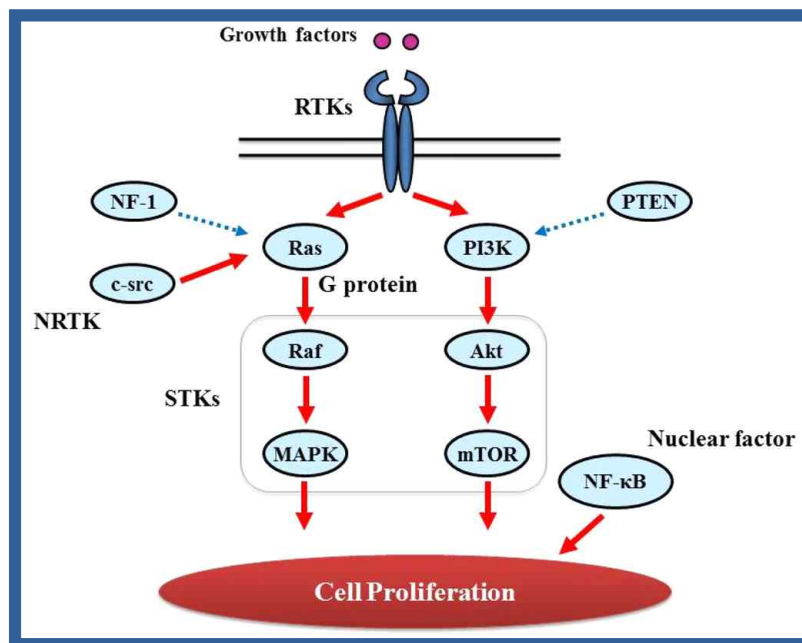 Growth factors
RTKs
NF-1
PTEN
Ras
PI3K
c-src
G protein
NRTK
Raf
Akt
STKs
MAPK
mTOR
Nuclear factor
NF-κB
Cell Proliferation